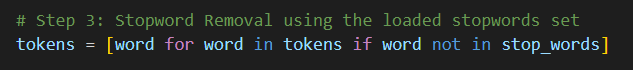 # Step 3: Stopword Removal using the loaded stopwords set
tokens = [word for word in tokens if word not in stop_words]